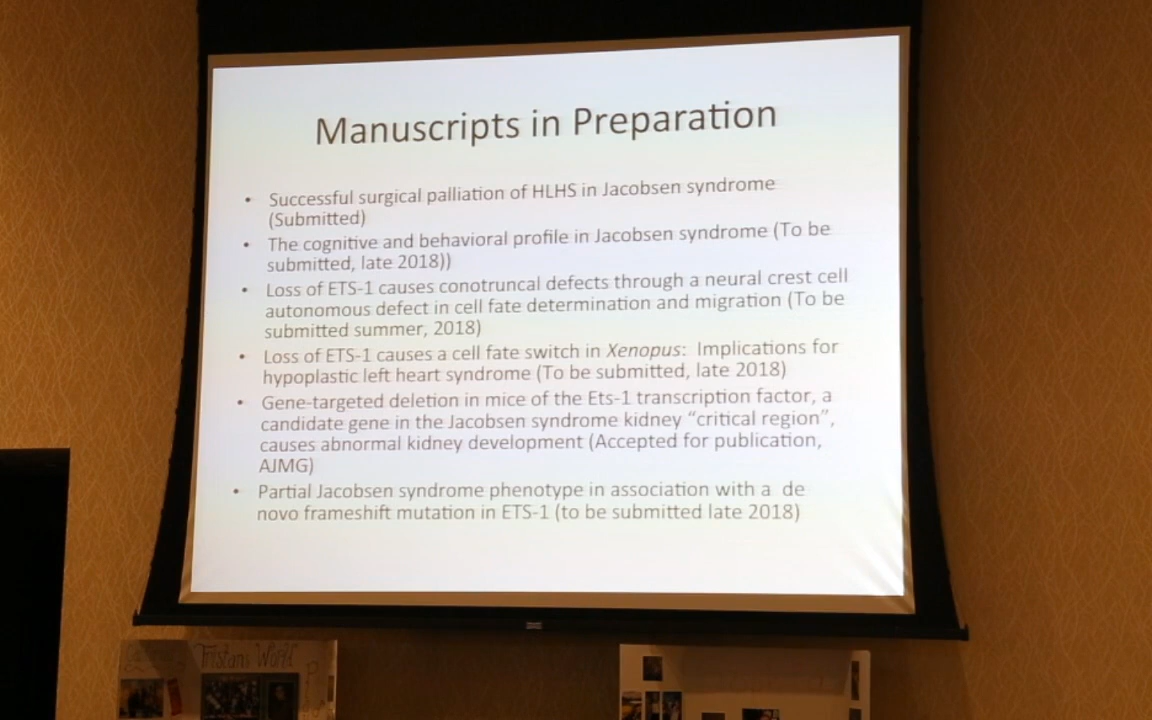 Manuscripts in Preparation
• Successful surgical palliation of HLHS in Jacobsen syndrome
(Submitted)
• The cognitive and behavioral profile in Jacobsen syndrome (To be
submitted, late 2018))
• Loss of ETS-1 causes conotruncal defects through a neural crest cell
autonomous defect in cell fate determination and migration (To be
submitted summer, 2018)
• Loss of ETS-1 causes a cell fate switch in Xenopus: Implications for
hypoplastic left heart syndrome (To be submitted, late 2018)
• Gene-targeted deletion in mice of the Ets-1 transcription factor, a
candidate gene in the Jacobsen syndrome kidney “critical region”,
causes abnormal kidney development (Accepted for publication,
AJMG)
• Partial Jacobsen syndrome phenotype in association with a de
novo frameshift mutation in ETS-1 (to be submitted late 2018)
Tristans World